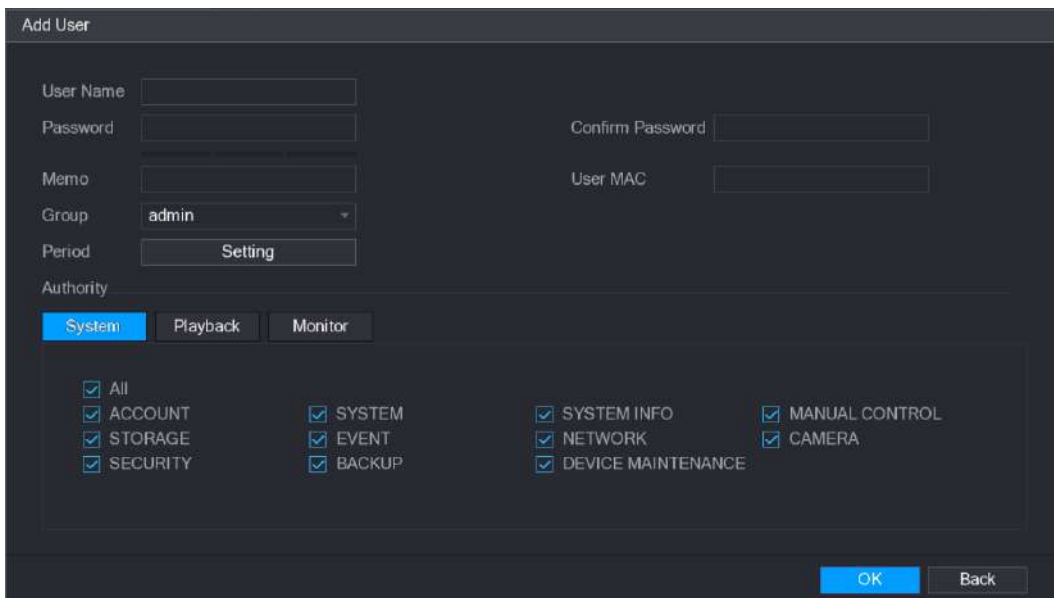 Add User
User Name
Password Confirm Password
Memo User MAC
Group admin
Period Setting
Authority
System Playback Monitor
All
ACCOUNT SYSTEM SYSTEM INFO MANUAL CONTROL
STORAGE EVENT NETWORK CAMERA
SECURITY BACKUP DEVICE MAINTENANCE
OK Back